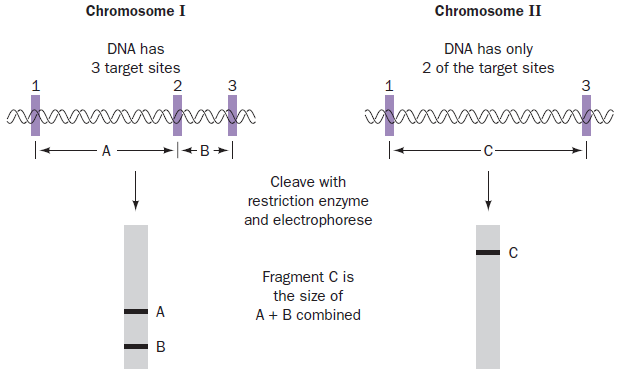 Chromosome I
DNA has
3 target sites
1 2 3
A B
Chromosome II
DNA has only
2 of the target sites
1 3
C
Cleave with
restriction enzyme
and electrophorese
Fragment C is
the size of
A + B combined
A
B
C